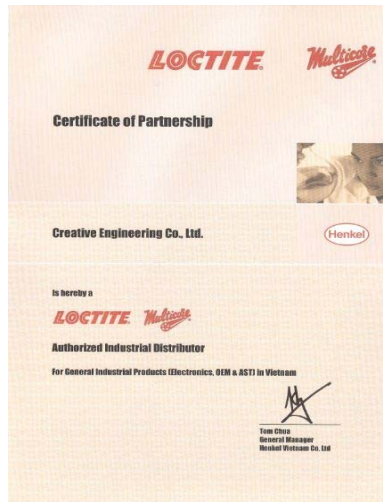 LOCTITE. Multicore
Certificate of Partnership
Creative Engineering Co., Ltd.
Henkel
Is hereby a
LOCTITE. Multicore
Authorized Industrial Distributor
For General Industrial Products (Electronics, OEM & AST) in Vietnam
Tom Chua
General Manager
Henkel Vietnam Co. Ltd